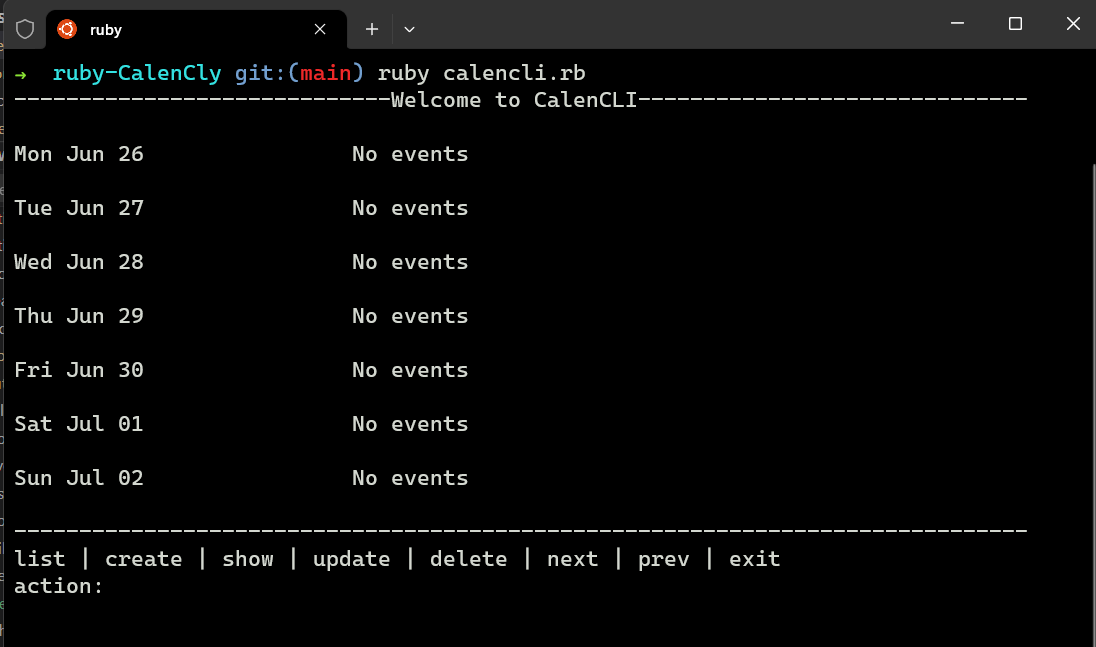 ruby
→ ruby-CalenCly git:(main) ruby calencli.rb
-----------------------------Welcome to CalenCLI------------------------------
Mon Jun 26 No events
Tue Jun 27 No events
Wed Jun 28 No events
Thu Jun 29 No events
Fri Jun 30 No events
Sat Jul 01 No events
Sun Jul 02 No events
------------------------------------------------------------------------------
list | create | show | update | delete | next | prev | exit
action: